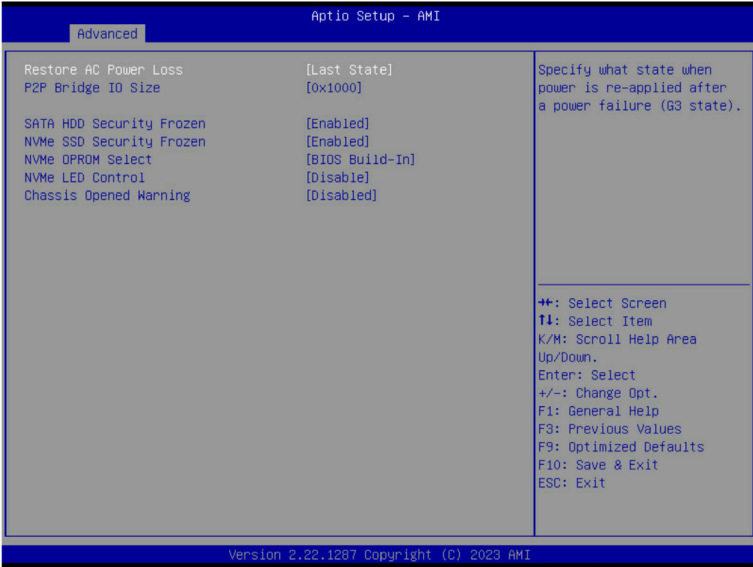 Aptio Setup – AMI
Advanced
Restore AC Power Loss [Last State]
P2P Bridge IO Size [0x1000]
SATA HDD Security Frozen [Enabled]
NVMe SSD Security Frozen [Enabled]
NVMe OPROM Select [BIOS Build-In]
NVMe LED Control [Disable]
Chassis Opened Warning [Disabled]
Specify what state when
power is re-applied after
a power failure (G3 state).
→←: Select Screen
↑↓: Select Item
K/M: Scroll Help Area
Up/Down.
Enter: Select
+/-: Change Opt.
F1: General Help
F3: Previous Values
F9: Optimized Defaults
F10: Save & Exit
ESC: Exit
Version 2.22.1287 Copyright (C) 2023 AMI